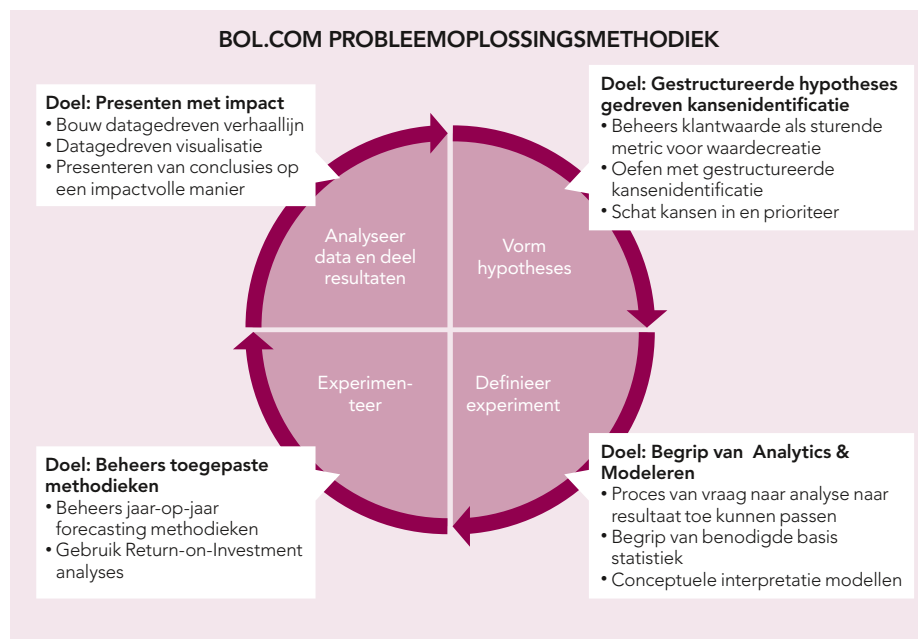 BOL.COM PROBLEEMOPLOSSINGSMETHODIEK
Doel: Presenten met impact
• Bouw datagedreven verhaallijn
• Datagedreven visualisatie
• Presenteren van conclusies op
een impactvolle manier
Doel: Gestructureerde hypotheses
gedreven kansenidentificatie
• Beheers klantwaarde als sturende
metric voor waardecreatie
• Oefen met gestructureerde
kansenidentificatie
• Schat kansen in en prioriteer
Analyseer
data en deel
resultaten
Vorm
hypotheses
Experimen-
teer
Definieer
experiment
Doel: Beheers toegepaste
methodieken
• Beheers jaar-op-jaar
forecasting methodieken
• Gebruik Return-on-Investment
analyses
Doel: Begrip van Analytics &
Modeleren
• Proces van vraag naar analyse naar
resultaat toe kunnen passen
• Begrip van benodigde basis
statistiek
• Conceptuele interpretatie modellen